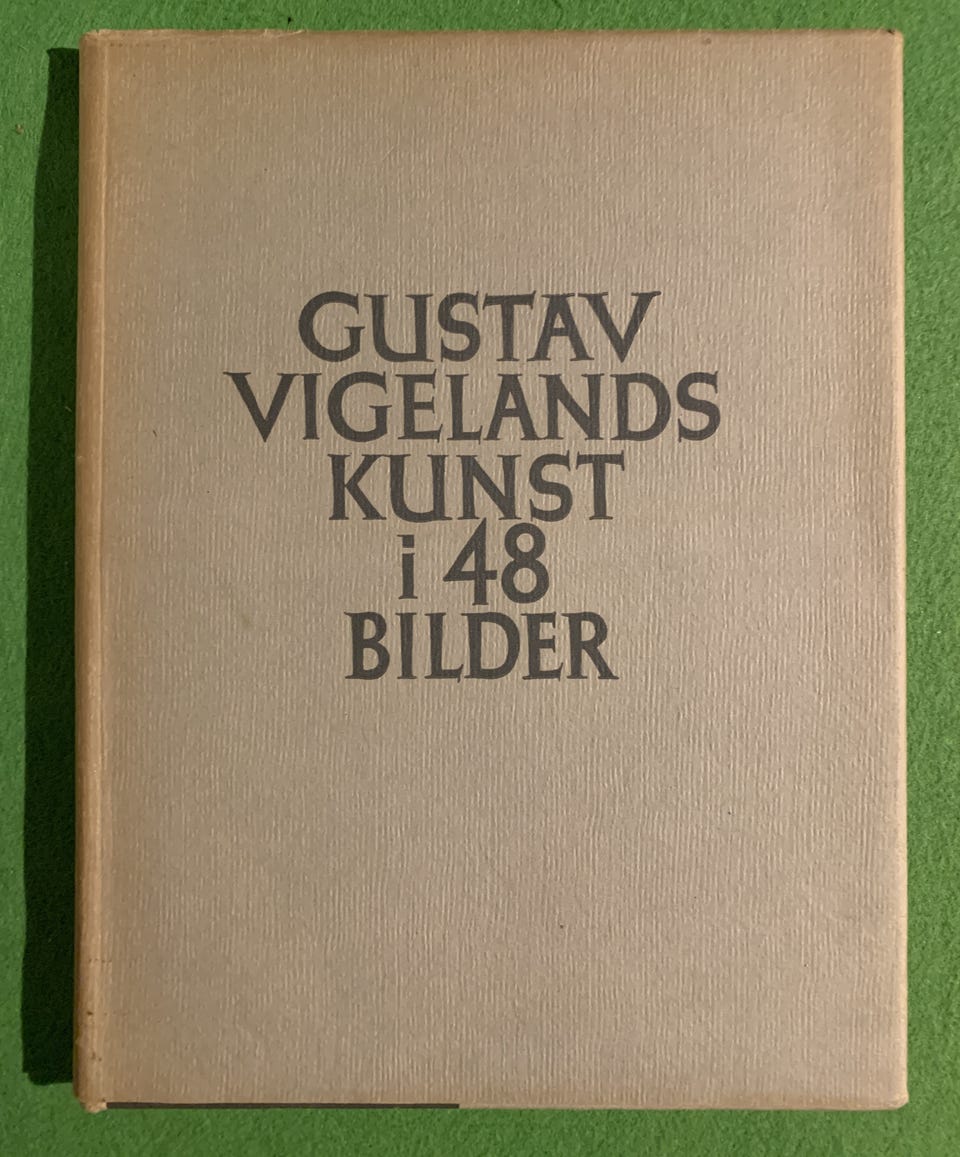 GUSTAV
VIGELANDS
KUNST
i 48
BILDER